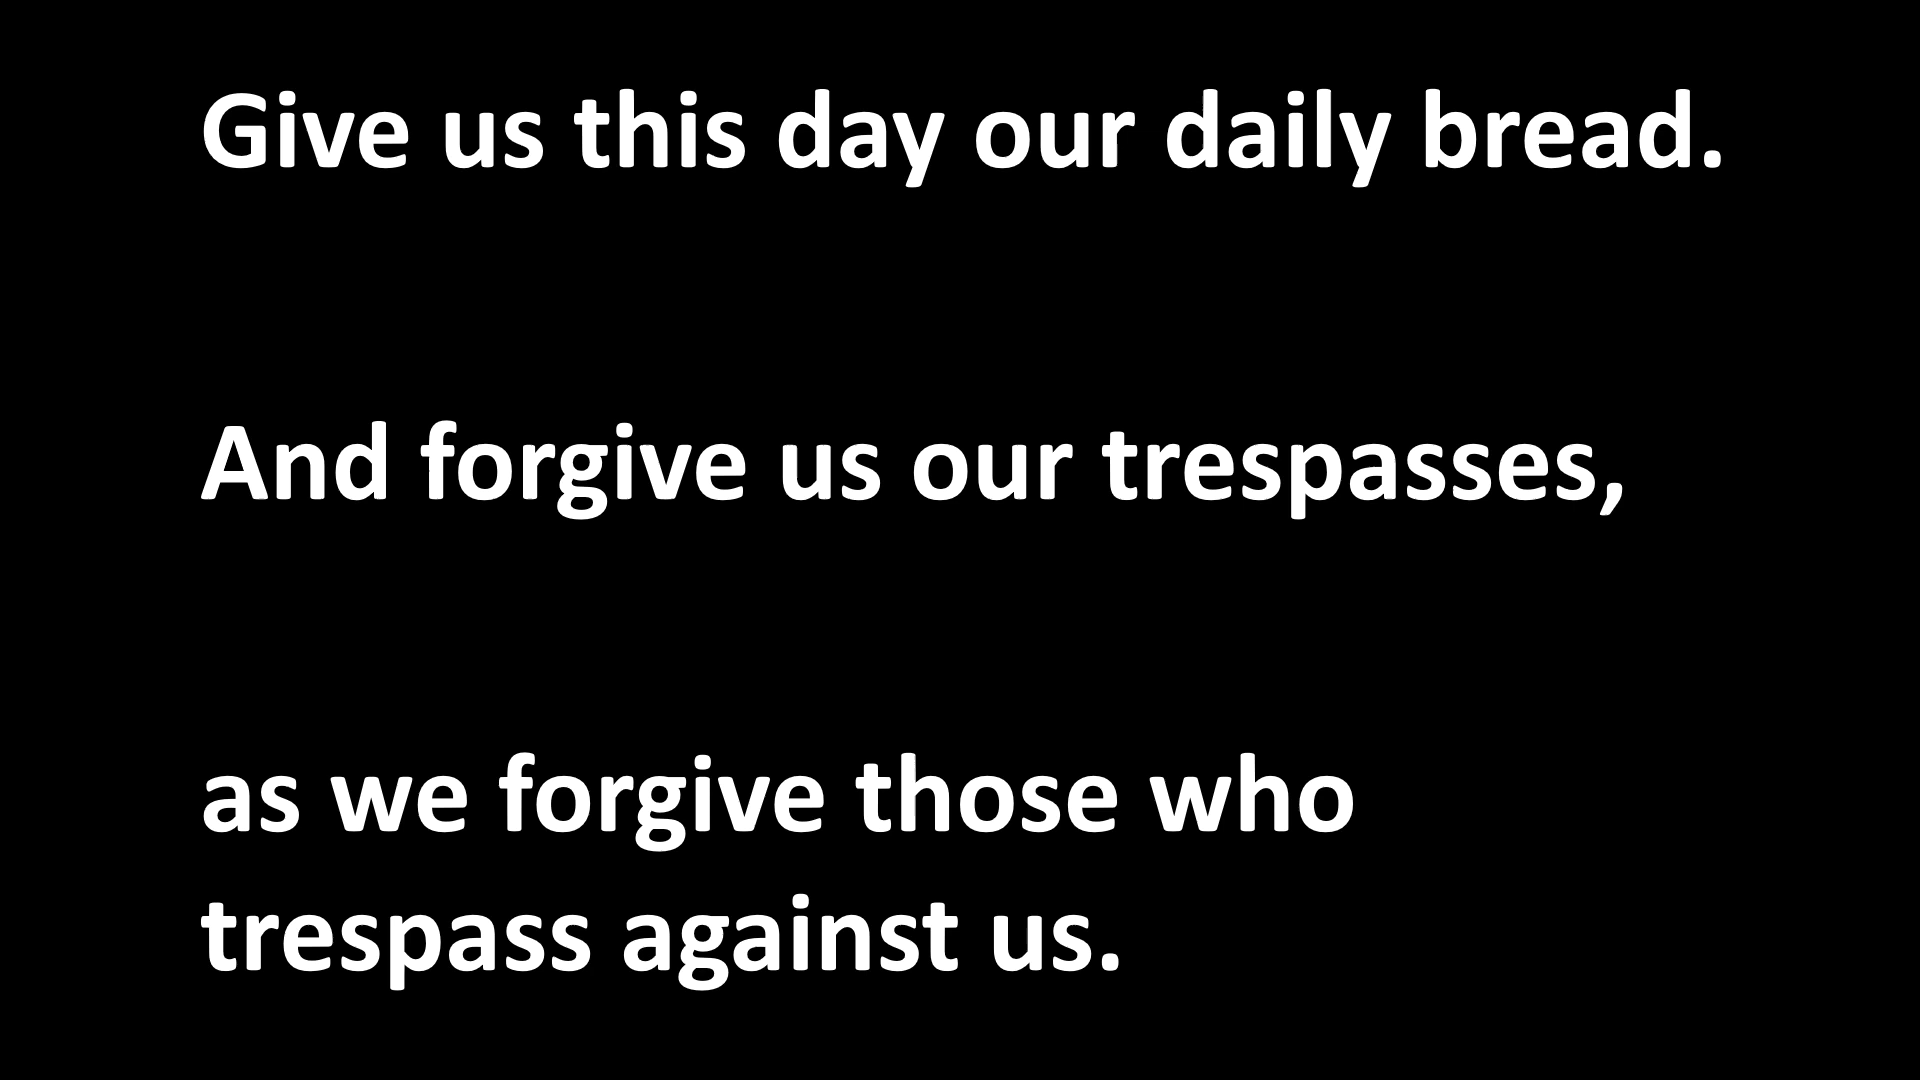 Give us this day our daily bread.
And forgive us our trespasses,
as we forgive those who
trespass against us.